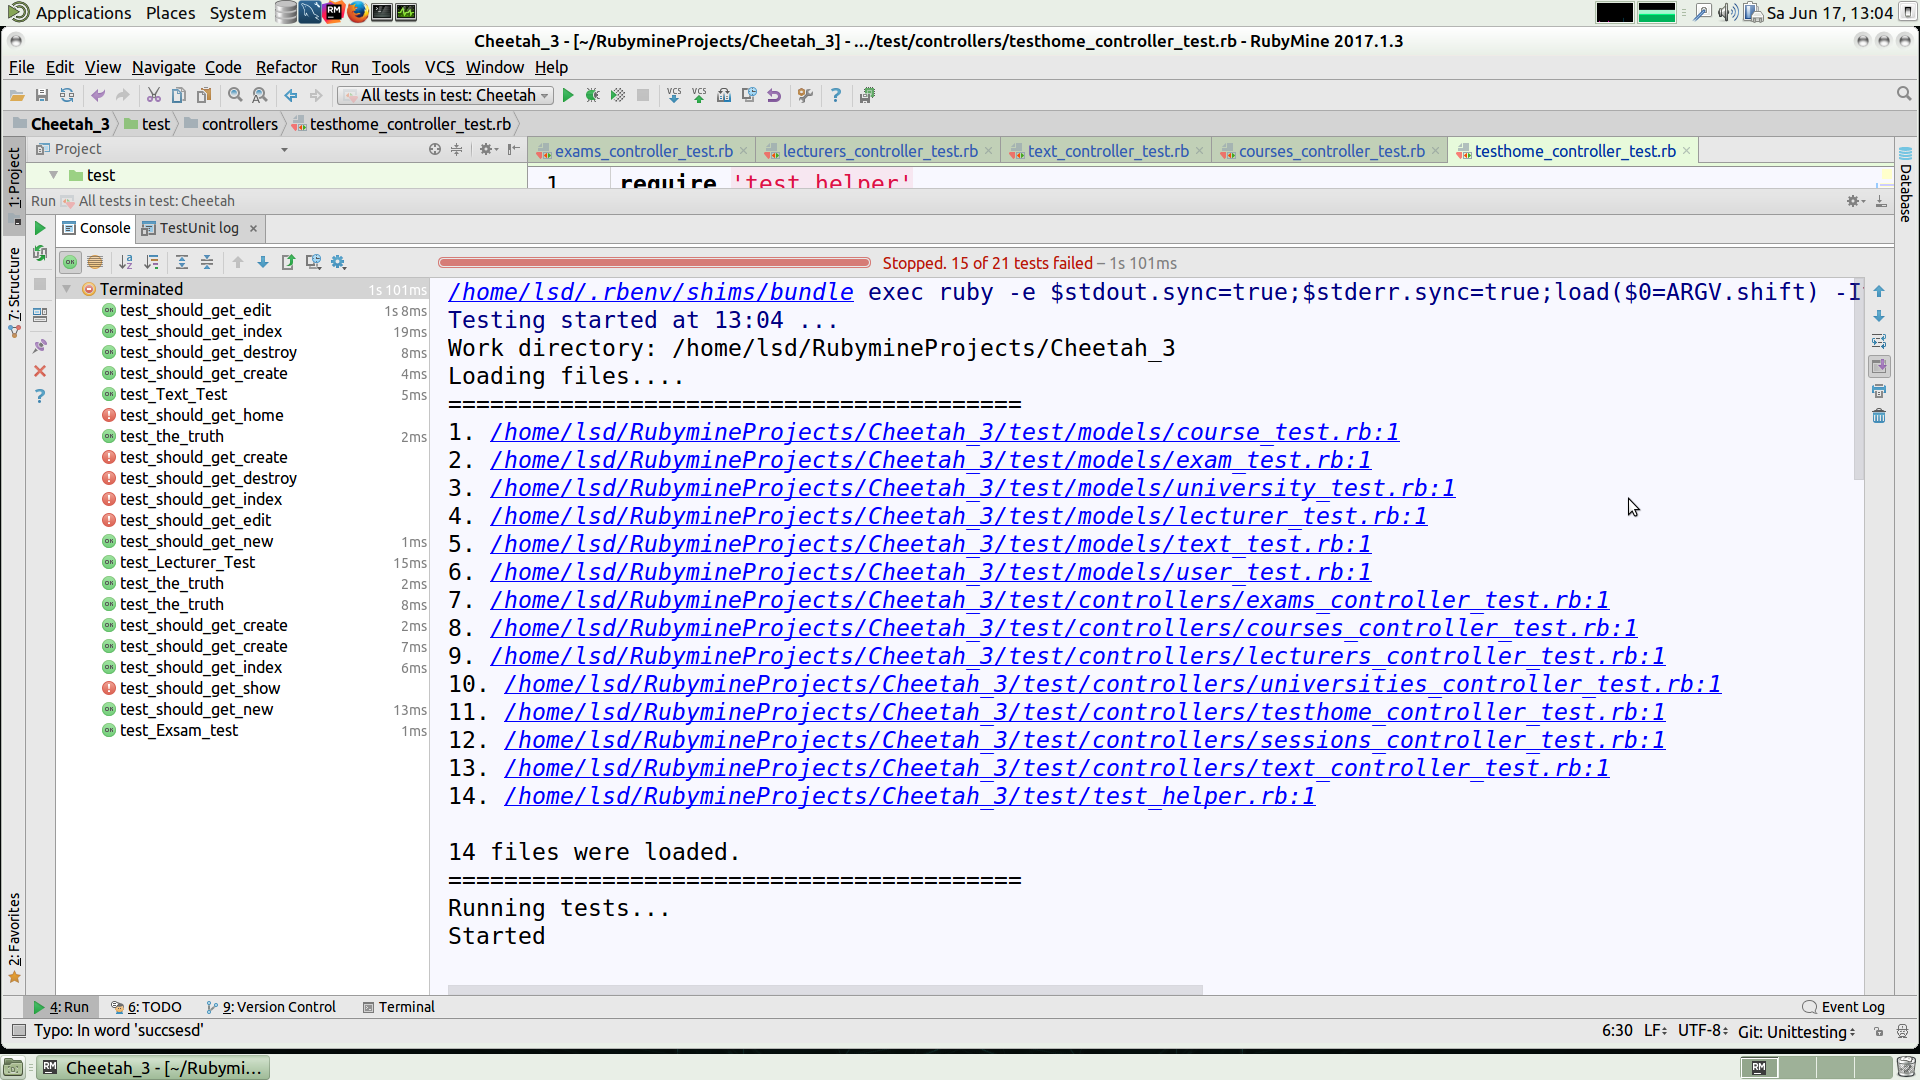 Applications Places System Sa Jun 17, 13:04
Cheetah_3 - [~/RubymineProjects/Cheetah_3] - .../test/controllers/testhome_controller_test.rb - RubyMine 2017.1.3
File Edit View Navigate Code Refactor Run Tools VCS Window Help
All tests in test: Cheetah
Cheetah_3 test controllers testhome_controller_test.rb
Project exams_controller_test.rb lecturers_controller_test.rb text_controller_test.rb courses_controller_test.rb testhome_controller_test.rb
test 1 require 'test_helper'
Run All tests in test: Cheetah
Console TestUnit log
Stopped. 15 of 21 tests failed – 1s 101ms
Terminated 1s 101ms
test_should_get_edit 1s 8ms
test_should_get_index 19ms
test_should_get_destroy 8ms
test_should_get_create 4ms
test_Text_Test 5ms
test_should_get_home
test_the_truth 2ms
test_should_get_create
test_should_get_destroy
test_should_get_index
test_should_get_edit
test_should_get_new 1ms
test_Lecturer_Test 15ms
test_the_truth 2ms
test_the_truth 8ms
test_should_get_create 2ms
test_should_get_create 7ms
test_should_get_index 6ms
test_should_get_show
test_should_get_new 13ms
test_Exsam_test 1ms
/home/lsd/.rbenv/shims/bundle exec ruby -e $stdout.sync=true;$stderr.sync=true;load($0=ARGV.shift) -I
Testing started at 13:04 ...
Work directory: /home/lsd/RubymineProjects/Cheetah_3
Loading files....
=========================================
1. /home/lsd/RubymineProjects/Cheetah_3/test/models/course_test.rb:1
2. /home/lsd/RubymineProjects/Cheetah_3/test/models/exam_test.rb:1
3. /home/lsd/RubymineProjects/Cheetah_3/test/models/university_test.rb:1
4. /home/lsd/RubymineProjects/Cheetah_3/test/models/lecturer_test.rb:1
5. /home/lsd/RubymineProjects/Cheetah_3/test/models/text_test.rb:1
6. /home/lsd/RubymineProjects/Cheetah_3/test/models/user_test.rb:1
7. /home/lsd/RubymineProjects/Cheetah_3/test/controllers/exams_controller_test.rb:1
8. /home/lsd/RubymineProjects/Cheetah_3/test/controllers/courses_controller_test.rb:1
9. /home/lsd/RubymineProjects/Cheetah_3/test/controllers/lecturers_controller_test.rb:1
10. /home/lsd/RubymineProjects/Cheetah_3/test/controllers/universities_controller_test.rb:1
11. /home/lsd/RubymineProjects/Cheetah_3/test/controllers/testhome_controller_test.rb:1
12. /home/lsd/RubymineProjects/Cheetah_3/test/controllers/sessions_controller_test.rb:1
13. /home/lsd/RubymineProjects/Cheetah_3/test/controllers/text_controller_test.rb:1
14. /home/lsd/RubymineProjects/Cheetah_3/test/test_helper.rb:1
14 files were loaded.
=========================================
Running tests...
Started
1: Project
7: Structure
2: Favorites
Database
4: Run 6: TODO 9: Version Control Terminal Event Log
Typo: In word 'succsesd' 6:30 LF UTF-8 Git: Unittesting
Cheetah_3 - [~/Rubymi...